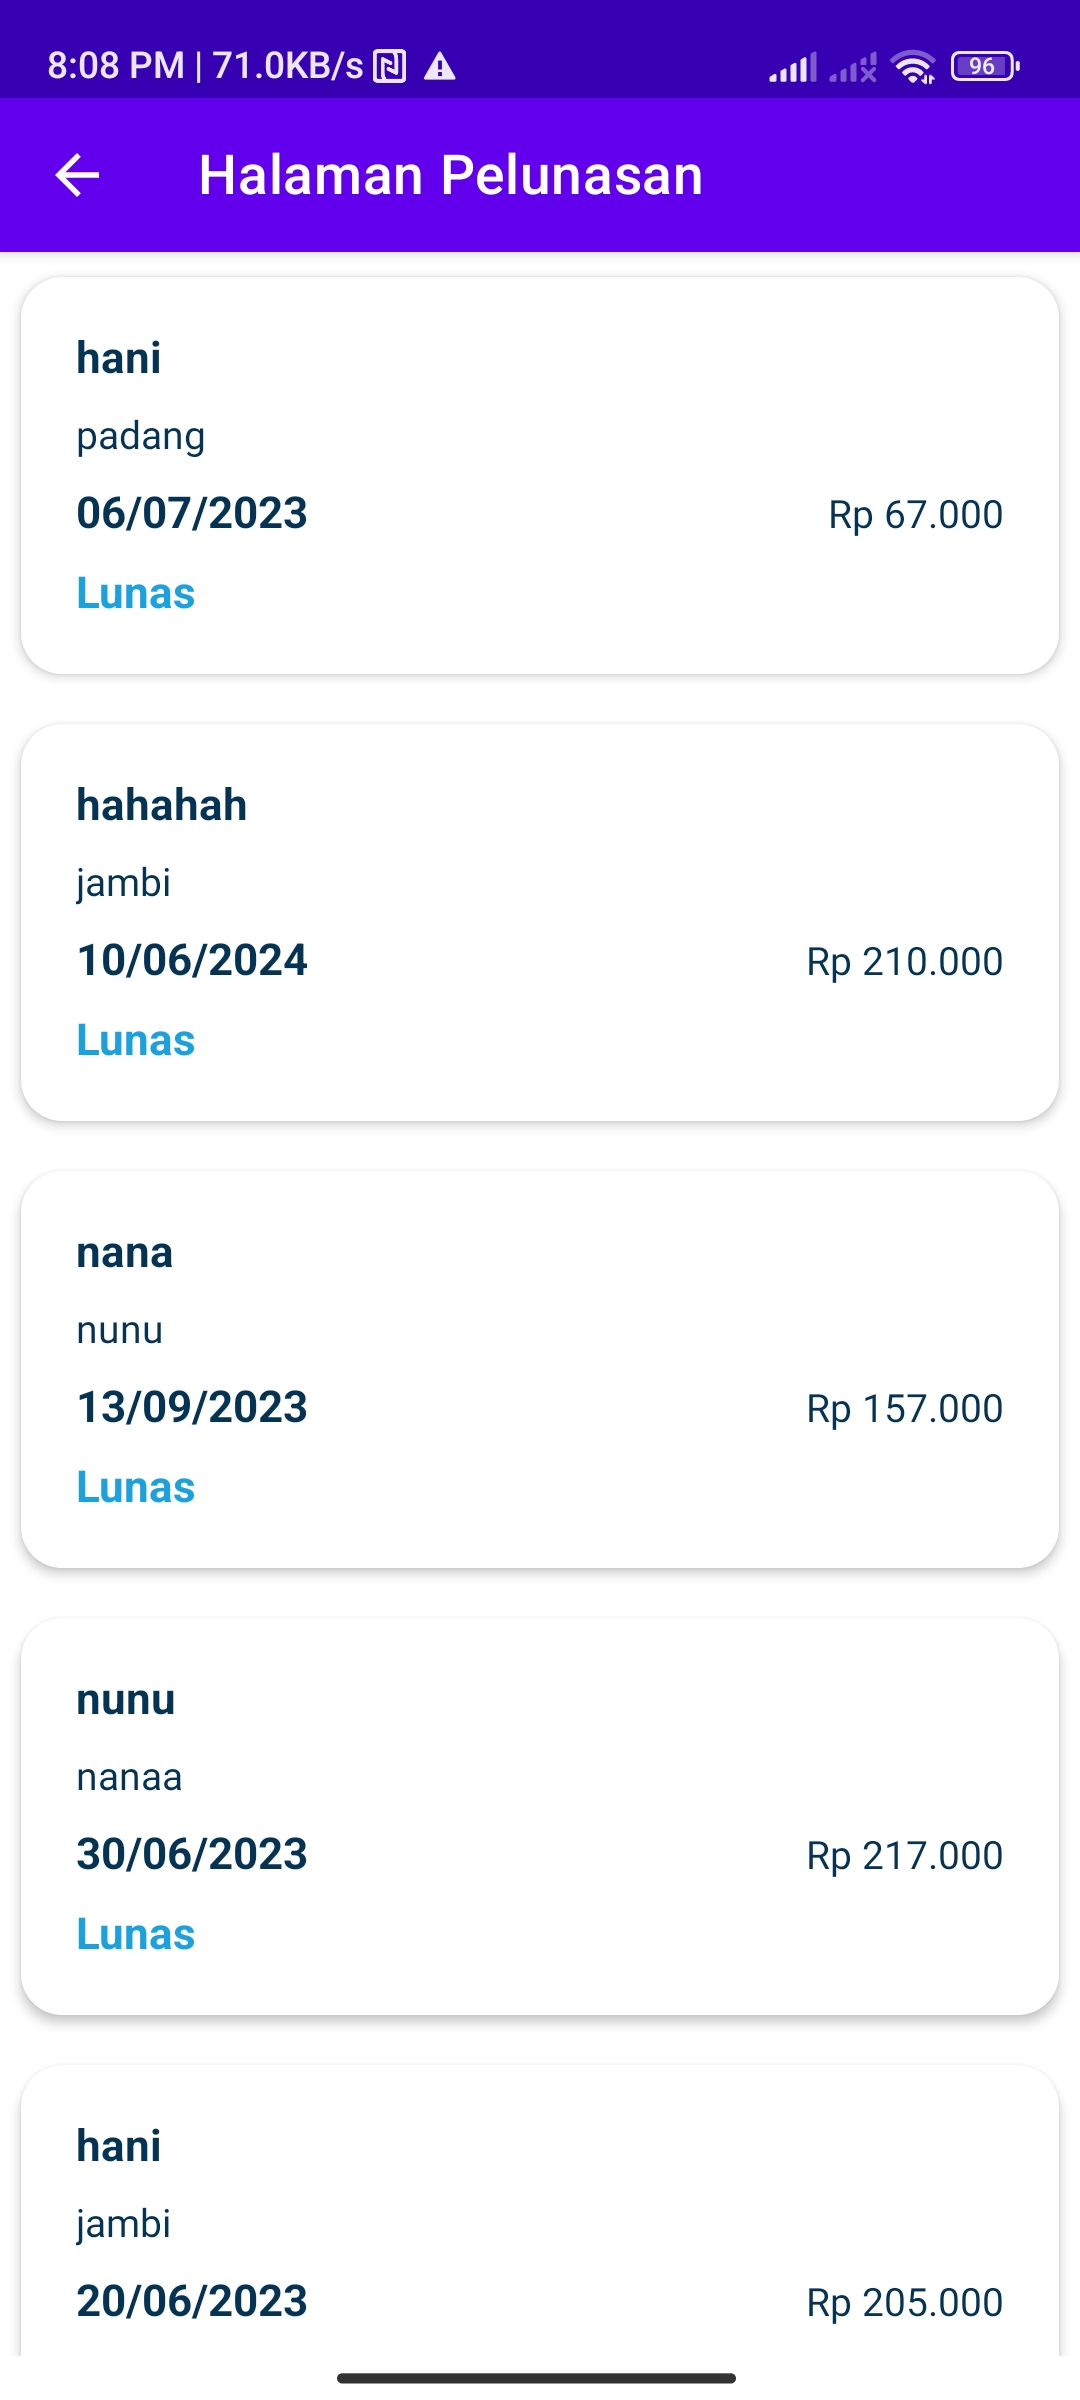 8:08 PM | 71.0KB/s 96
Halaman Pelunasan
hani
padang
06/07/2023 Rp 67.000
Lunas
hahahah
jambi
10/06/2024 Rp 210.000
Lunas
nana
nunu
13/09/2023 Rp 157.000
Lunas
nunu
nanaa
30/06/2023 Rp 217.000
Lunas
hani
jambi
20/06/2023 Rp 205.000